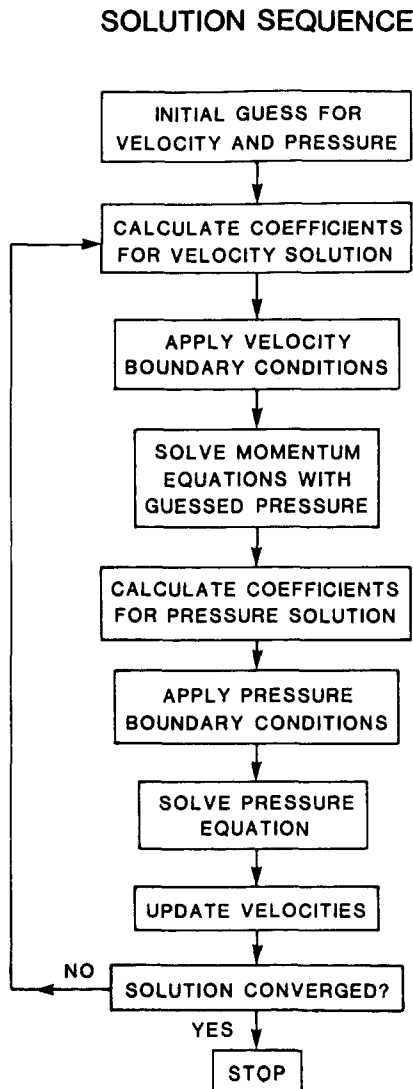 SOLUTION SEQUENCE
INITIAL GUESS FOR
VELOCITY AND PRESSURE
CALCULATE COEFFICIENTS
FOR VELOCITY SOLUTION
APPLY VELOCITY
BOUNDARY CONDITIONS
SOLVE MOMENTUM
EQUATIONS WITH
GUESSED PRESSURE
CALCULATE COEFFICIENTS
FOR PRESSURE SOLUTION
APPLY PRESSURE
BOUNDARY CONDITIONS
SOLVE PRESSURE
EQUATION
UPDATE VELOCITIES
NO
SOLUTION CONVERGED?
YES
STOP